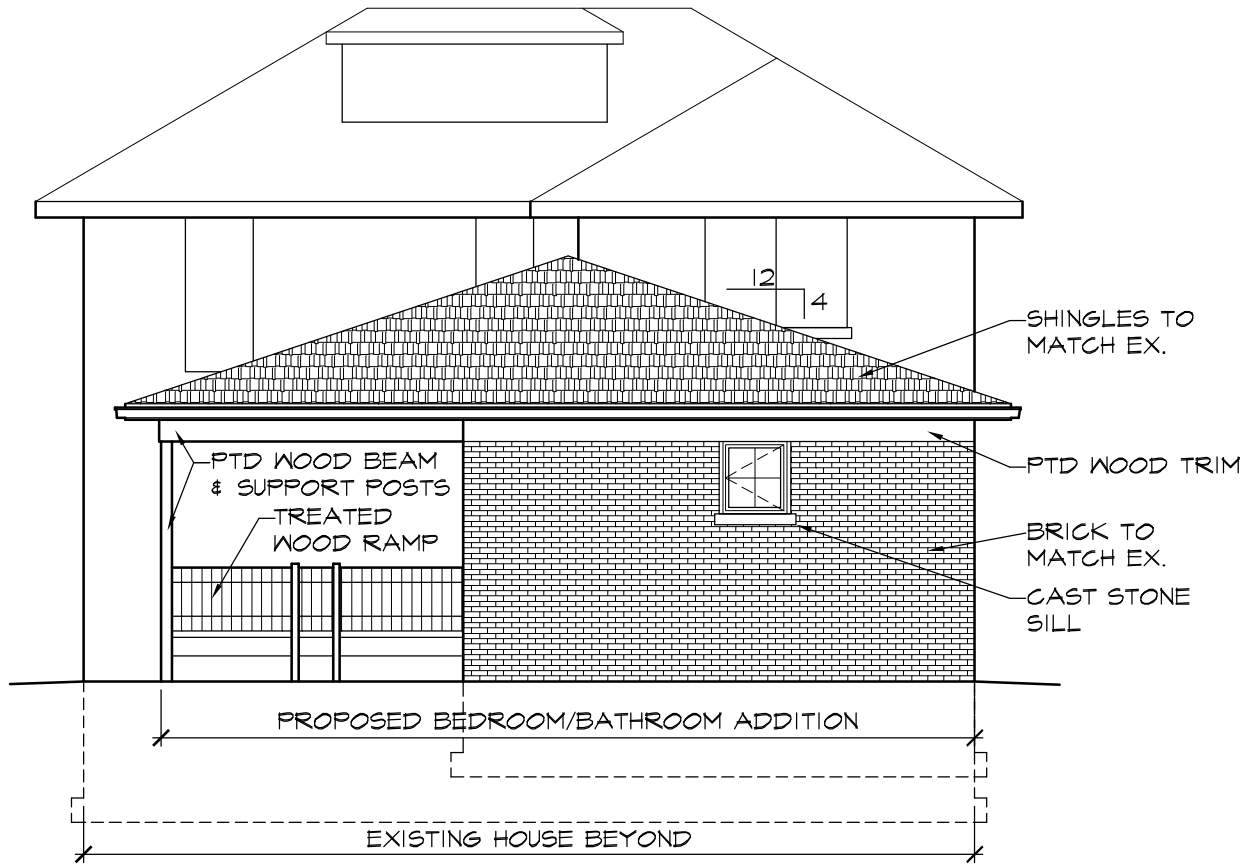 12
4
SHINGLES TO
MATCH EX.
PTD WOOD BEAM
& SUPPORT POSTS
PTD WOOD TRIM
TREATED
WOOD RAMP
BRICK TO
MATCH EX.
CAST STONE
SILL
PROPOSED BEDROOM/BATHROOM ADDITION
EXISTING HOUSE BEYOND